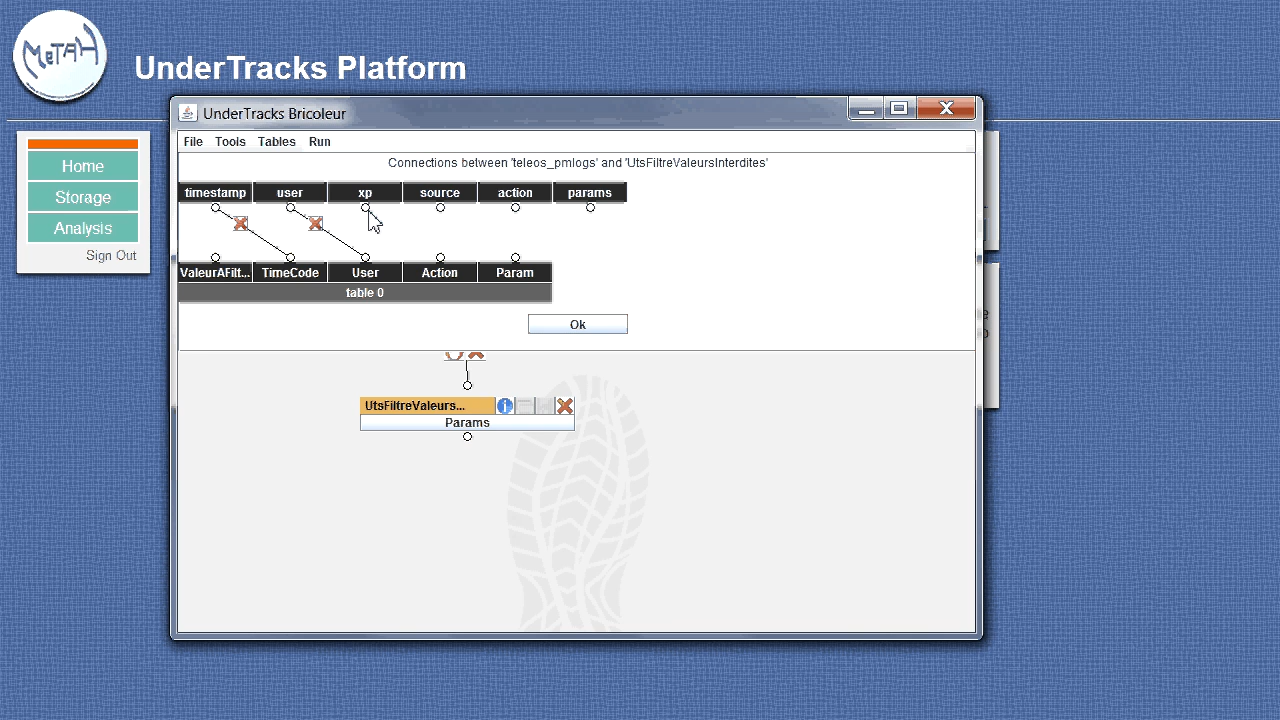 MeTAH
UnderTracks Platform
UnderTracks Bricoleur
File Tools Tables Run
Home
Storage
Analysis
Sign Out
Connections between 'teleos_pmlogs' and 'UtsFiltreValeursInterdites'
timestamp user xp source action params
ValeurAFilt... TimeCode User Action Param
table 0
Ok
UtsFiltreValeurs...
Params